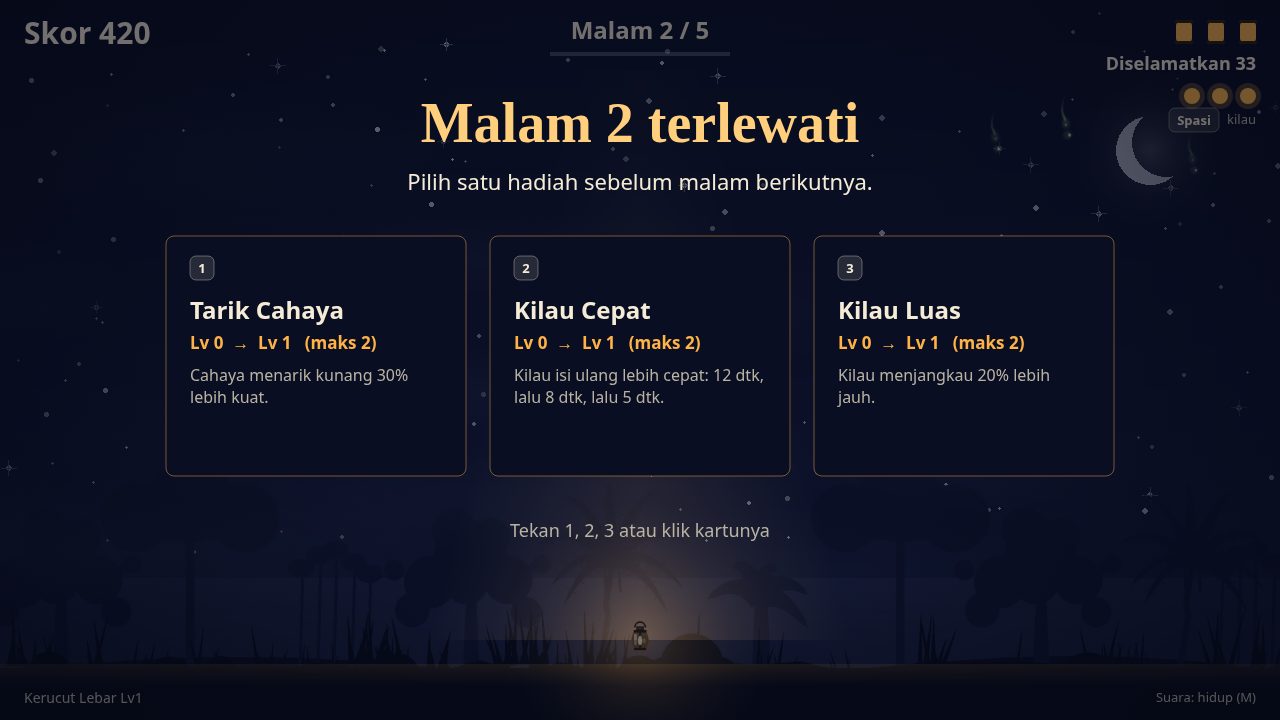 Skor 420
Malam 2 / 5
Diselamatkan 33
Spasi kilau
Malam 2 terlewati
Pilih satu hadiah sebelum malam berikutnya.
1
Tarik Cahaya
Lv 0 → Lv 1 (maks 2)
Cahaya menarik kunang 30%
lebih kuat.
2
Kilau Cepat
Lv 0 → Lv 1 (maks 2)
Kilau isi ulang lebih cepat: 12 dtk,
lalu 8 dtk, lalu 5 dtk.
3
Kilau Luas
Lv 0 → Lv 1 (maks 2)
Kilau menjangkau 20% lebih
jauh.
Tekan 1, 2, 3 atau klik kartunya
Kerucut Lebar Lv1
Suara: hidup (M)